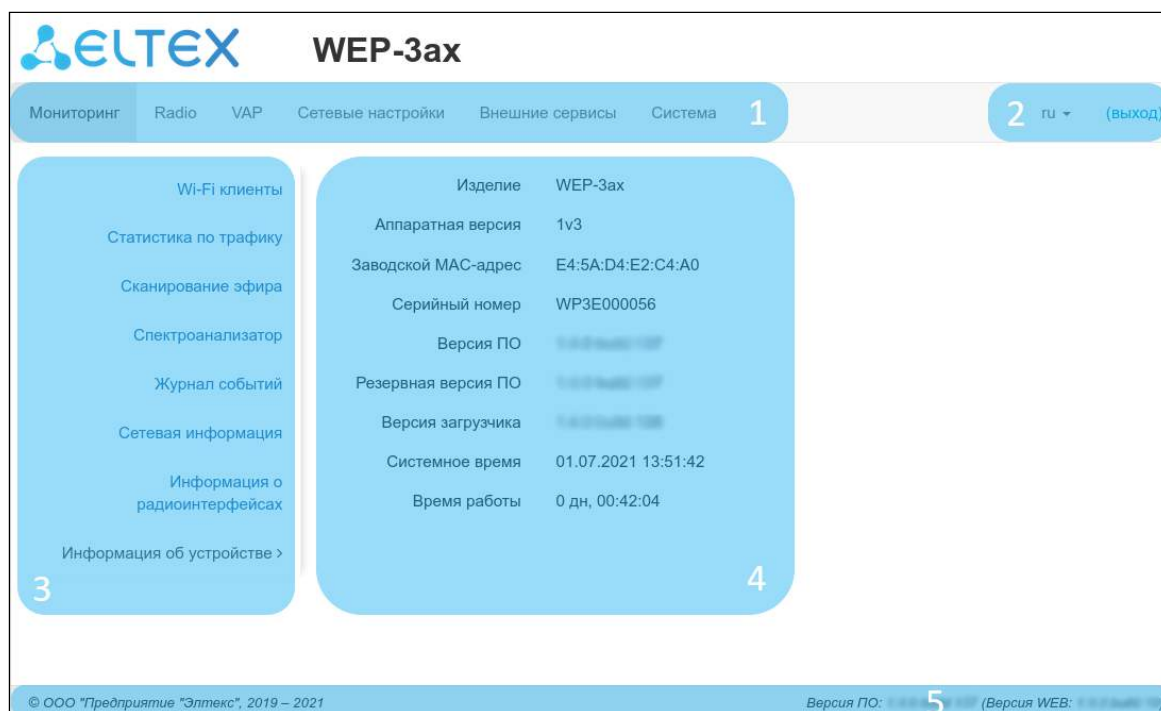 ELTEX WEP-3ax
Мониторинг Radio VAP Сетевые настройки Внешние сервисы Система 1 2 ru (выход)
Wi-Fi клиенты
Статистика по трафику
Сканирование эфира
Спектроанализатор
Журнал событий
Сетевая информация
Информация о
радиоинтерфейсах
Информация об устройстве >
3
Изделие WEP-3ax
Аппаратная версия 1v3
Заводской MAC-адрес E4:5A:D4:E2:C4:A0
Серийный номер WP3E000056
Версия ПО
Резервная версия ПО
Версия загрузчика
Системное время 01.07.2021 13:51:42
Время работы 0 дн, 00:42:04
4
© ООО "Предприятие "Элтекс", 2019 – 2021 Версия ПО: 5 (Версия WEB: